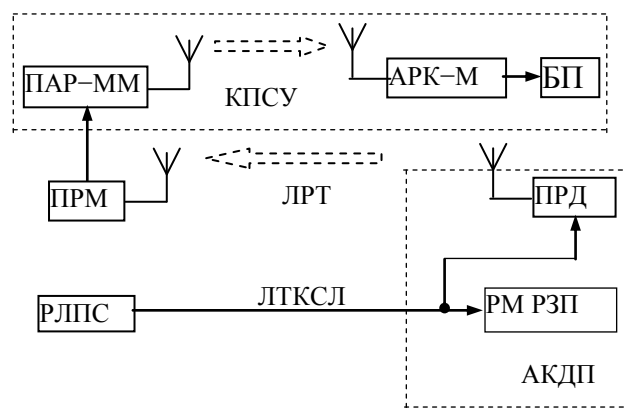 ПАР−ММ
КПСУ
АРК−М
БП
ПРМ
ЛРТ
ПРД
РЛПС
ЛТКСЛ
РМ РЗП
АКДП